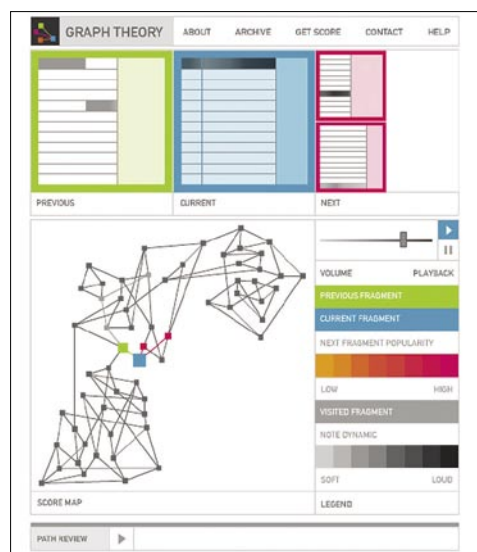 GRAPH THEORY
ABOUT ARCHIVE GET SCORE CONTACT HELP
PREVIOUS CURRENT NEXT
VOLUME PLAYBACK
PREVIOUS FRAGMENT
CURRENT FRAGMENT
NEXT FRAGMENT POPULARITY
LOW HIGH
VISITED FRAGMENT
NOTE DYNAMIC
SOFT LOUD
SCORE MAP LEGEND
PATH REVIEW